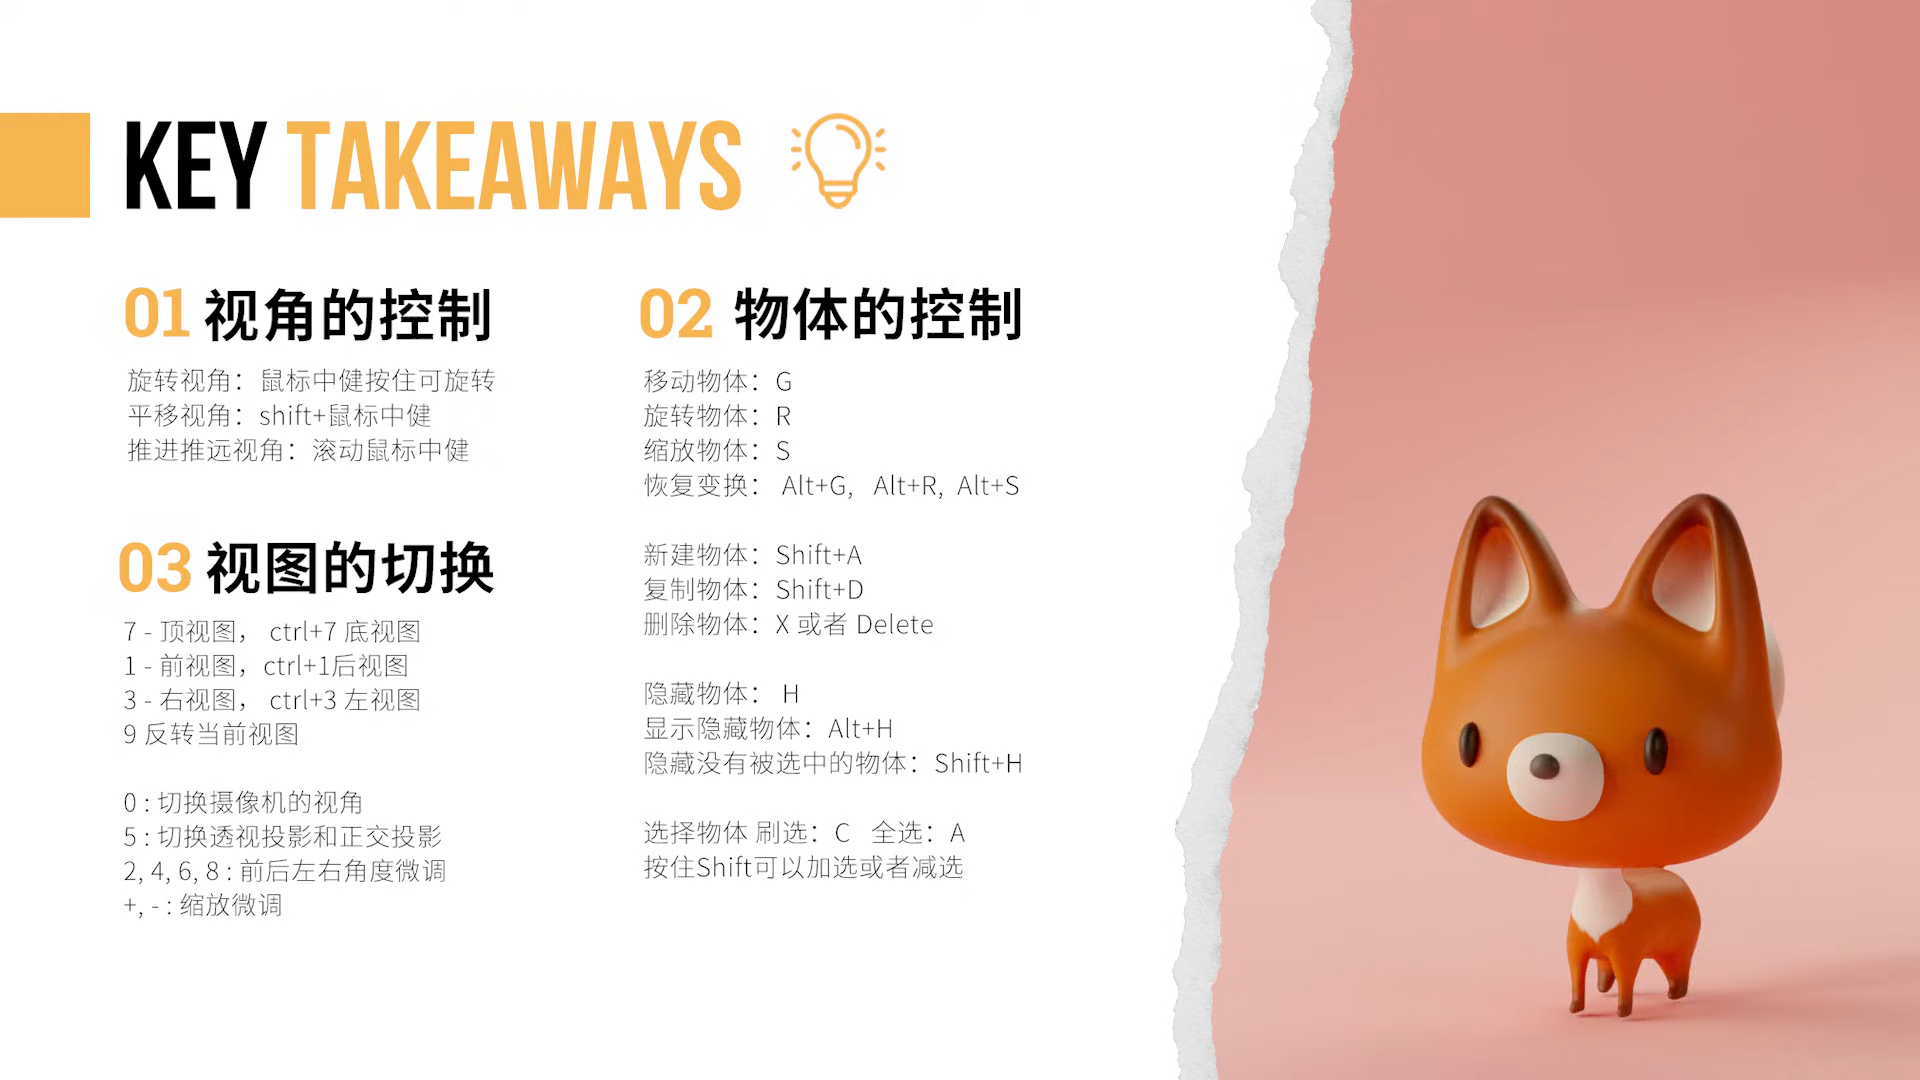 KEY TAKEAWAYS
01 视角的控制
旋转视角：鼠标中健按住可旋转
平移视角：shift+鼠标中健
推进推远视角：滚动鼠标中健
02 物体的控制
移动物体：G
旋转物体：R
缩放物体：S
恢复变换： Alt+G, Alt+R, Alt+S
新建物体：Shift+A
复制物体：Shift+D
删除物体：X 或者 Delete
隐藏物体： H
显示隐藏物体：Alt+H
隐藏没有被选中的物体：Shift+H
选择物体 刷选：C 全选：A
按住Shift可以加选或者减选
03 视图的切换
7 - 顶视图， ctrl+7 底视图
1 - 前视图，ctrl+1后视图
3 - 右视图， ctrl+3 左视图
9 反转当前视图
0 : 切换摄像机的视角
5 : 切换透视投影和正交投影
2, 4, 6, 8 : 前后左右角度微调
+, - : 缩放微调